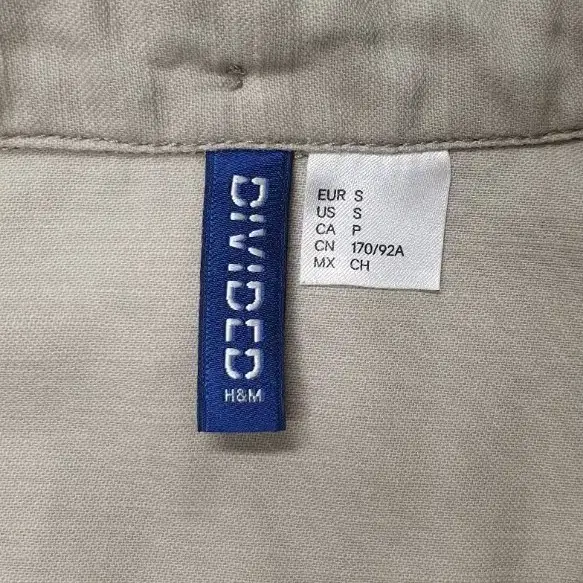 DIVIDED
H&M
EUR S
US S
CA P
CN 170/92A
MX CH